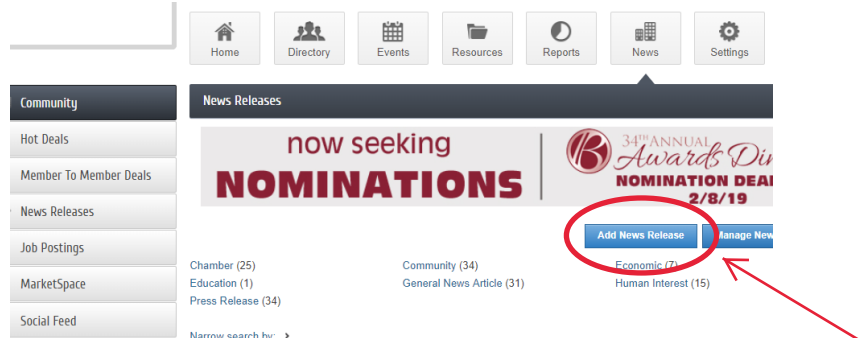 Home Directory Events Resources Reports News Settings
Community
Hot Deals
Member To Member Deals
News Releases
Job Postings
MarketSpace
Social Feed
News Releases
now seeking
NOMINATIONS
34TH ANNUAL
Awards Din
NOMINATION DEA
2/8/19
Add News Release Manage New
Chamber (25) Community (34) Economic (7)
Education (1) General News Article (31) Human Interest (15)
Press Release (34)
Narrow search by: